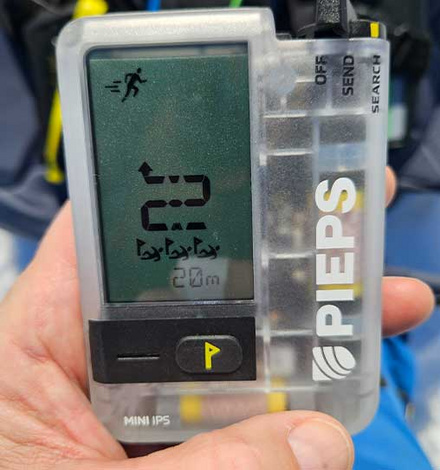 OFF
SEND
SEARCH
PIEPS
20m
MINI IPS